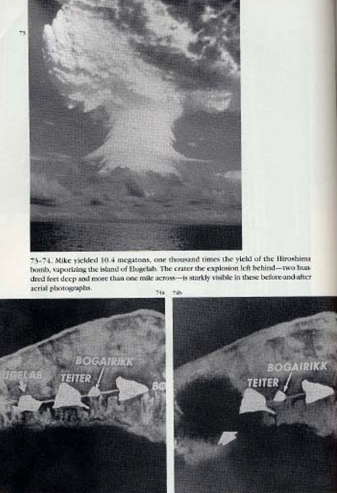 73
73–74. Mike yielded 10.4 megatons, one thousand times the yield of the Hiroshima
bomb, vaporizing the island of Elugelab. The crater the explosion left behind—two hun-
dred feet deep and more than one mile across—is starkly visible in these before-and-after
aerial photographs.
74a 74b
UGELAB
TEITER
BOGAIRIKK
BO
TEITER
BOGAIRIKK